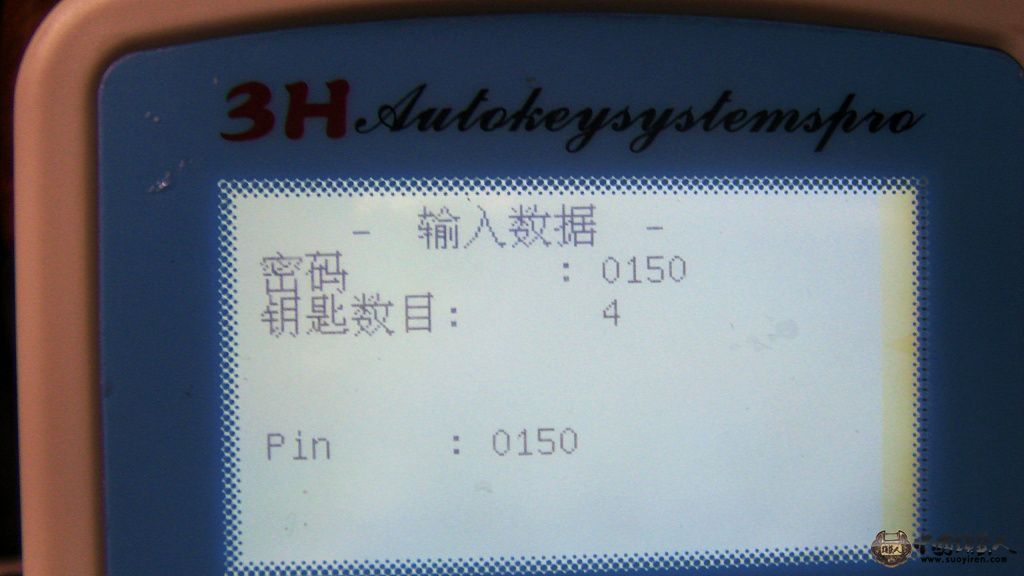 3H Autokeysystemspro
- 输入数据 -
密码 : 0150
钥匙数目: 4
Pin : 0150
www.suoyiren.com